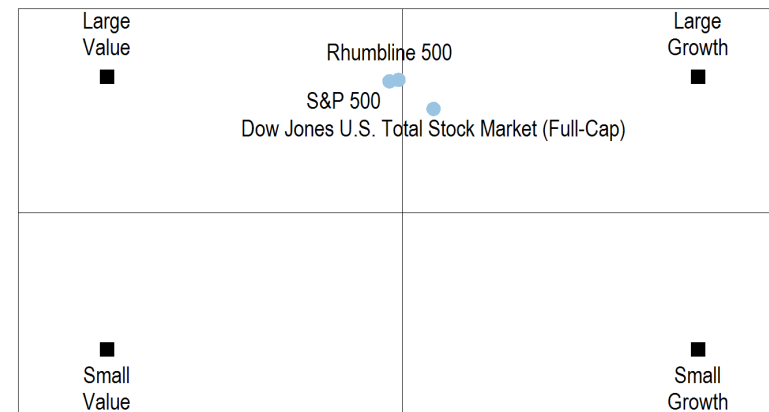 Large
Value
Large
Growth
Rhumbline 500
S&P 500
Dow Jones U.S. Total Stock Market (Full-Cap)
Small
Value
Small
Growth